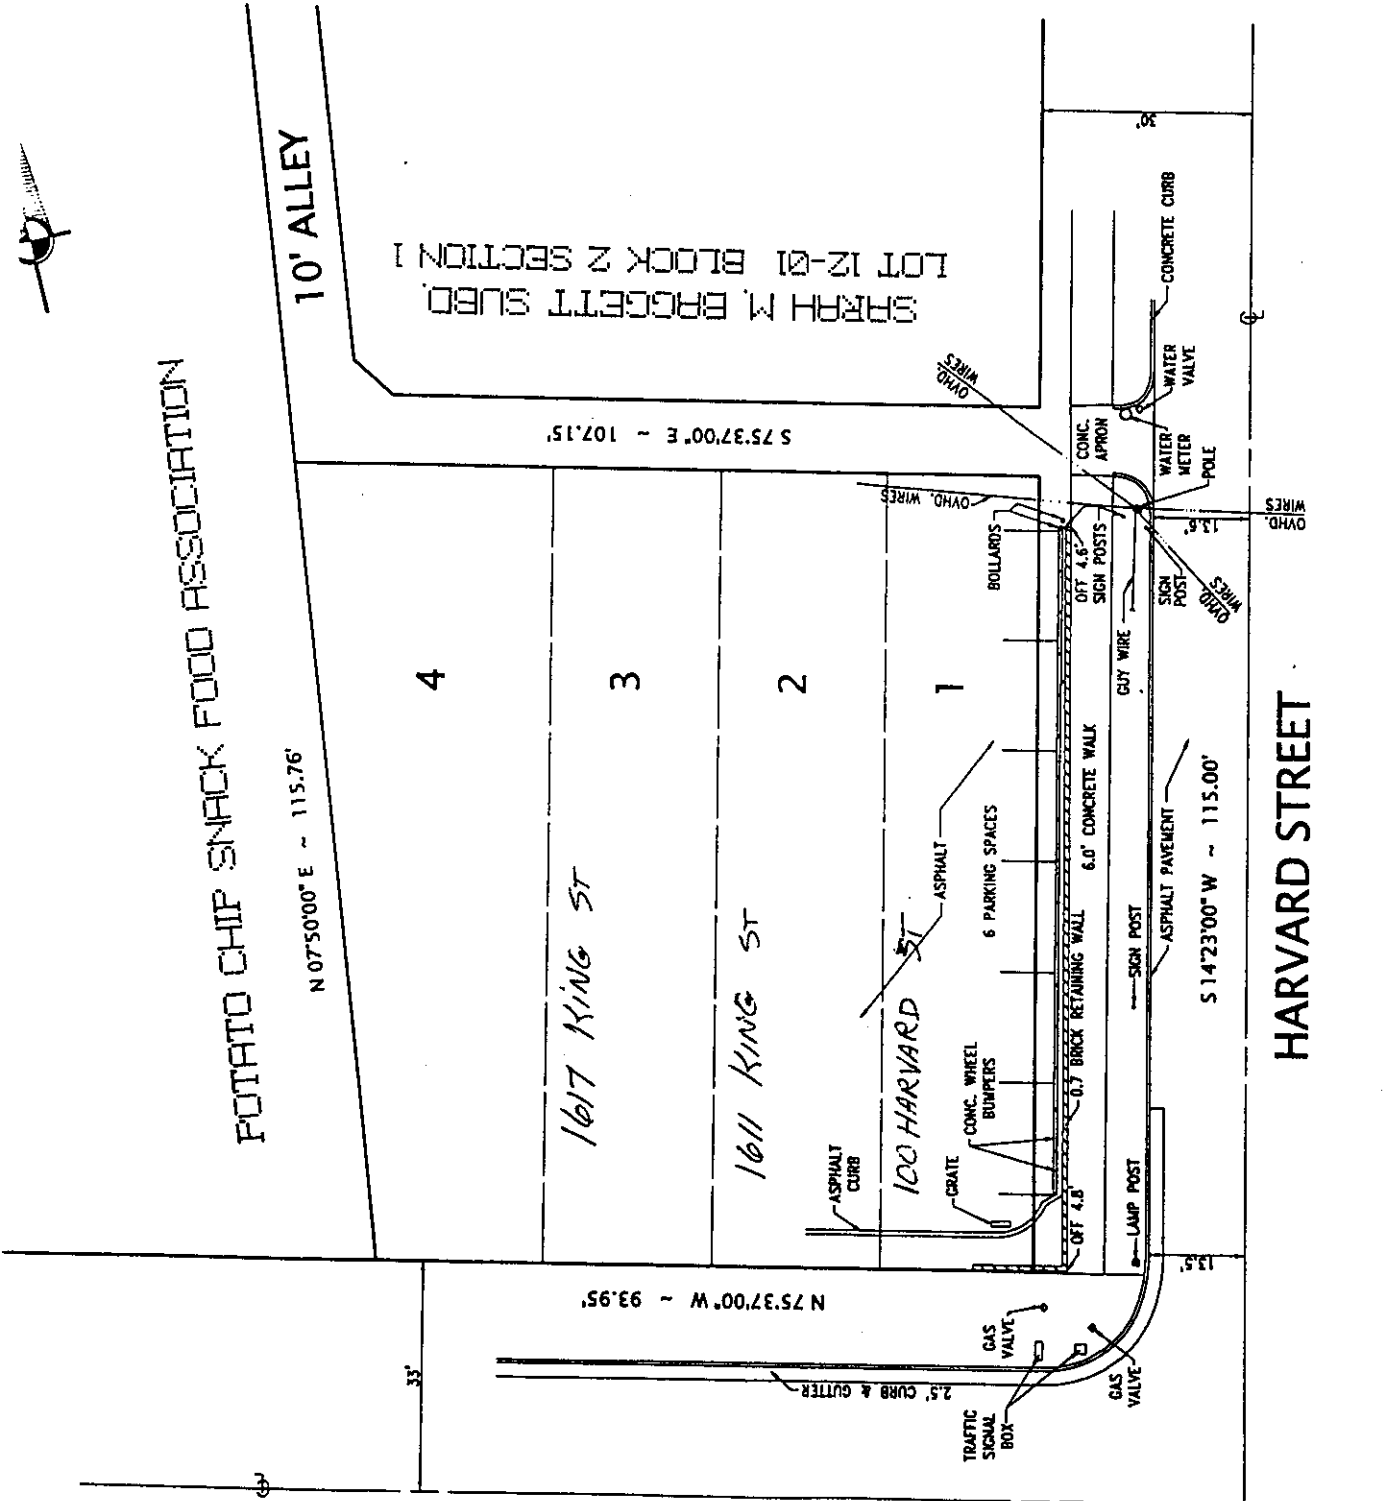 10' ALLEY
SARAH M. BAGGETT SUBD.
LOT 12-01 BLOCK 2 SECTION 1
POTATO CHIP SNACK FOOD ASSOCIATION
N 07°50'00" E ~ 115.76'
S 75°37'00" E ~ 107.15'
N 75°37'00" W ~ 93.95'
S 14°23'00" W ~ 115.00'
HARVARD STREET
4
3
2
1
1617 KING ST
1611 KING ST
100 HARVARD ST
ASPHALT
6 PARKING SPACES
ASPHALT
CURB
GRATE
CONC. WHEEL
BUMPERS
0.7 BRICK RETAINING WALL
6.0' CONCRETE WALK
OFF 4.8'
LAMP POST
SIGN POST
ASPHALT PAVEMENT
GUY WIRE
BOLLARDS
OFF 4.6'
SIGN POSTS
SIGN
POST
OVHD. WIRES
OVHD.
WIRES
OVHD.
WIRES
OVHD.
WIRES
CONC.
APRON
WATER
METER
POLE
WATER
VALVE
CONCRETE CURB
30'
13.6'
13.5'
33'
2.5' CURB & GUTTER
GAS
VALVE
GAS
VALVE
TRAFFIC
SIGNAL
BOX